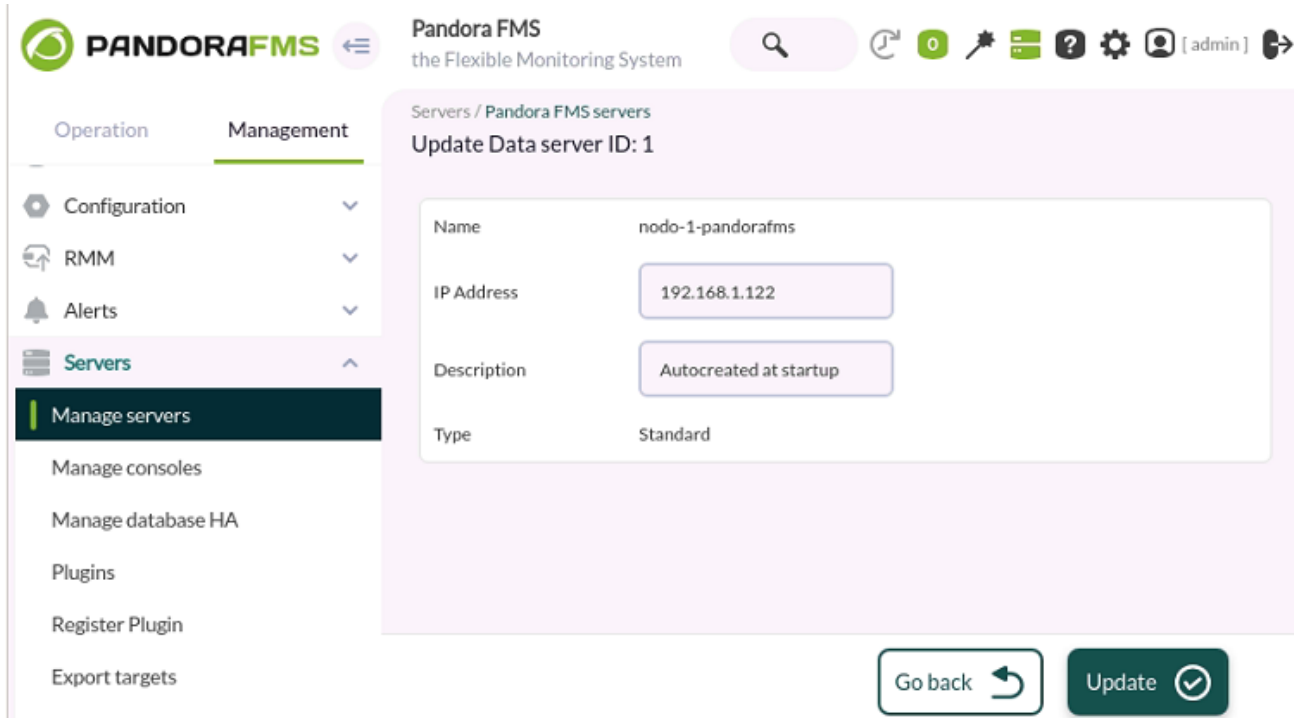 PANDORAFMS
Pandora FMS
the Flexible Monitoring System
0
?
[ admin ]
Operation
Management
Servers / Pandora FMS servers
Update Data server ID: 1
Configuration
RMM
Alerts
Servers
Manage servers
Manage consoles
Manage database HA
Plugins
Register Plugin
Export targets
Name
nodo-1-pandorafms
IP Address
192.168.1.122
Description
Autocreated at startup
Type
Standard
Go back
Update